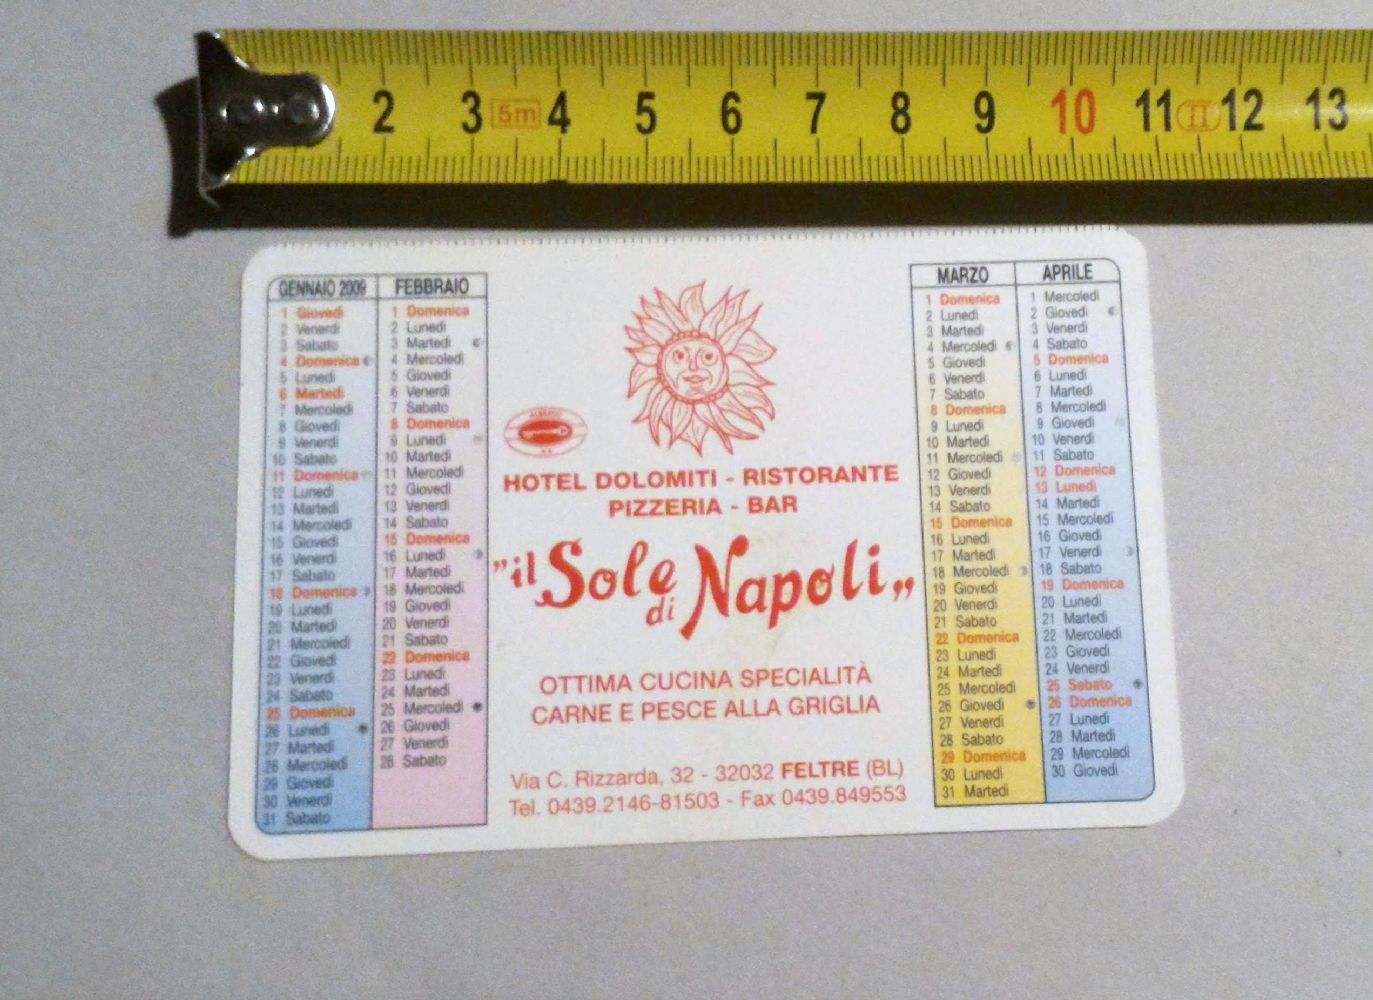 2 3 5m 4 5 6 7 8 9 10 11 II 12 13
GENNAIO 2009
1 Giovedì
2 Venerdì
3 Sabato
4 Domenica
5 Lunedì
6 Martedì
7 Mercoledì
8 Giovedì
9 Venerdì
10 Sabato
11 Domenica
12 Lunedì
13 Martedì
14 Mercoledì
15 Giovedì
16 Venerdì
17 Sabato
18 Domenica
19 Lunedì
20 Martedì
21 Mercoledì
22 Giovedì
23 Venerdì
24 Sabato
25 Domenica
26 Lunedì
27 Martedì
28 Mercoledì
29 Giovedì
30 Venerdì
31 Sabato
FEBBRAIO
1 Domenica
2 Lunedì
3 Martedì
4 Mercoledì
5 Giovedì
6 Venerdì
7 Sabato
8 Domenica
9 Lunedì
10 Martedì
11 Mercoledì
12 Giovedì
13 Venerdì
14 Sabato
15 Domenica
16 Lunedì
17 Martedì
18 Mercoledì
19 Giovedì
20 Venerdì
21 Sabato
22 Domenica
23 Lunedì
24 Martedì
25 Mercoledì
26 Giovedì
27 Venerdì
28 Sabato
ALBERGO
HOTEL DOLOMITI - RISTORANTE
PIZZERIA - BAR
"il Sole di Napoli„
OTTIMA CUCINA SPECIALITÀ
CARNE E PESCE ALLA GRIGLIA
Via C. Rizzarda, 32 - 32032 FELTRE (BL)
Tel. 0439.2146-81503 - Fax 0439.849553
MARZO
1 Domenica
2 Lunedì
3 Martedì
4 Mercoledì
5 Giovedì
6 Venerdì
7 Sabato
8 Domenica
9 Lunedì
10 Martedì
11 Mercoledì
12 Giovedì
13 Venerdì
14 Sabato
15 Domenica
16 Lunedì
17 Martedì
18 Mercoledì
19 Giovedì
20 Venerdì
21 Sabato
22 Domenica
23 Lunedì
24 Martedì
25 Mercoledì
26 Giovedì
27 Venerdì
28 Sabato
29 Domenica
30 Lunedì
31 Martedì
APRILE
1 Mercoledì
2 Giovedì
3 Venerdì
4 Sabato
5 Domenica
6 Lunedì
7 Martedì
8 Mercoledì
9 Giovedì
10 Venerdì
11 Sabato
12 Domenica
13 Lunedì
14 Martedì
15 Mercoledì
16 Giovedì
17 Venerdì
18 Sabato
19 Domenica
20 Lunedì
21 Martedì
22 Mercoledì
23 Giovedì
24 Venerdì
25 Sabato
26 Domenica
27 Lunedì
28 Martedì
29 Mercoledì
30 Giovedì